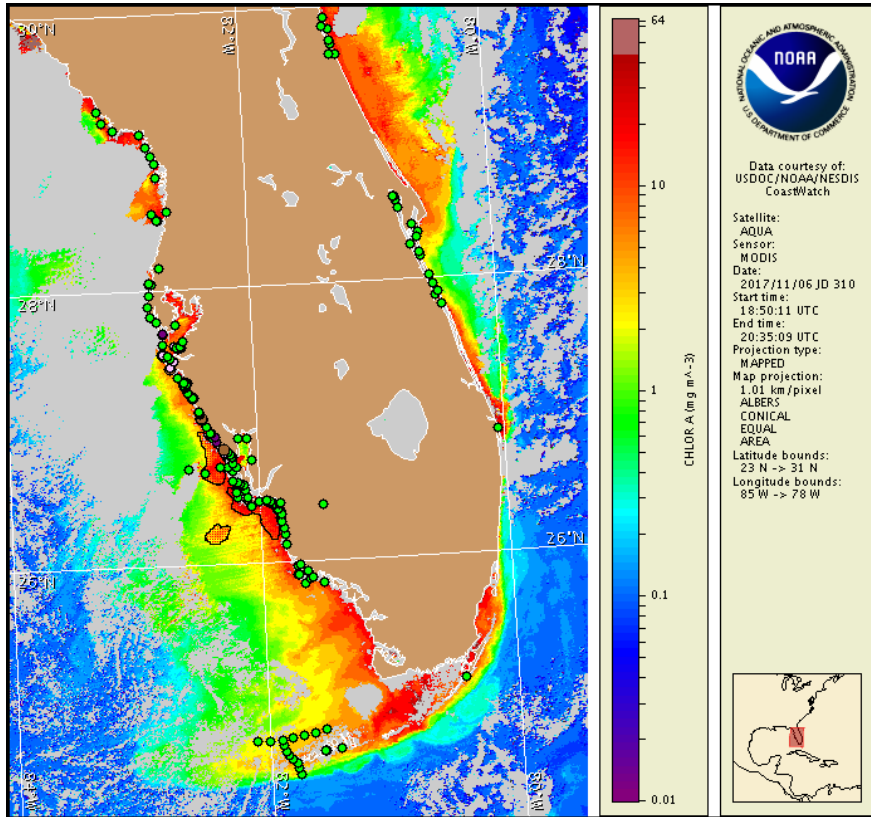 30°N
82°W
80°W
28°N
28°N
26°N
26°N
84°W
82°W
80°W
64
10
1
0.1
0.01
CHLOR A (mg m^-3)
NATIONAL OCEANIC AND ATMOSPHERIC ADMINISTRATION
NOAA
U.S. DEPARTMENT OF COMMERCE
Data courtesy of:
USDOC/NOAA/NESDIS
CoastWatch
Satellite:
AQUA
Sensor:
MODIS
Date:
2017/11/06 JD 310
Start time:
18:50:11 UTC
End time:
20:35:09 UTC
Projection type:
MAPPED
Map projection:
1.01 km/pixel
ALBERS
CONICAL
EQUAL
AREA
Latitude bounds:
23 N -> 31 N
Longitude bounds:
85 W -> 78 W